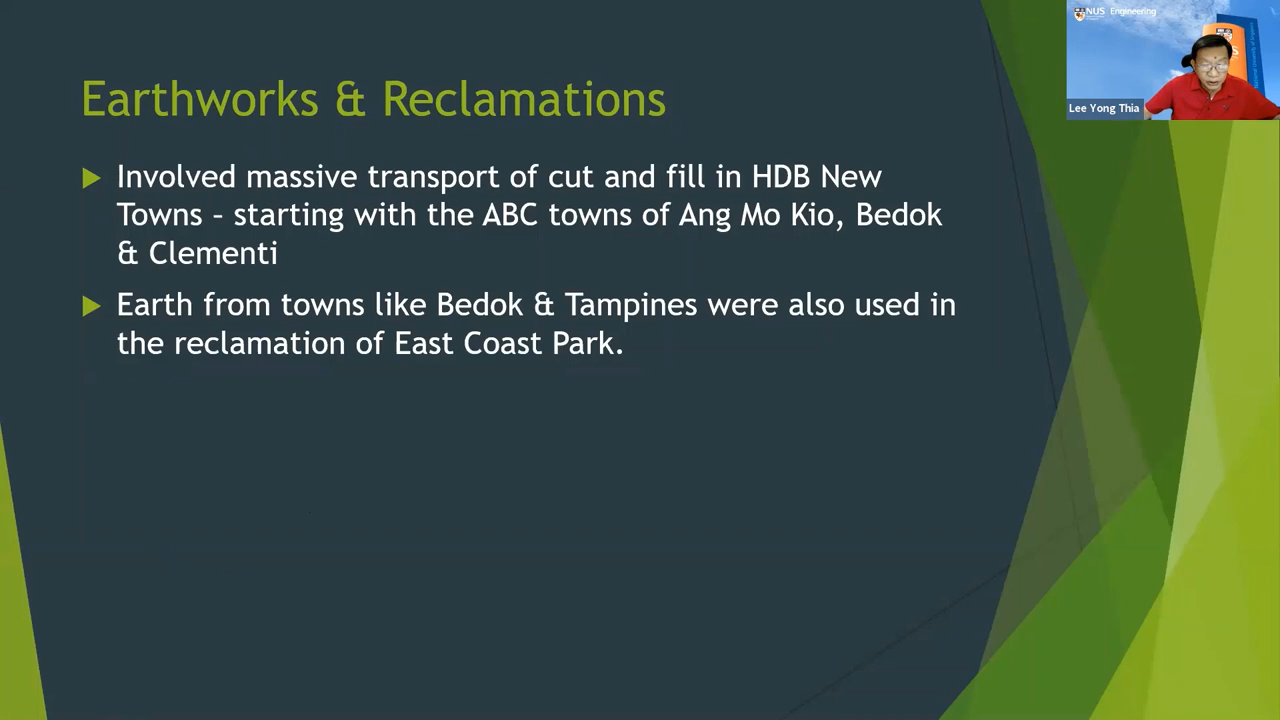 NUS Engineering
Lee Yong Thia
Earthworks & Reclamations
Involved massive transport of cut and fill in HDB New
Towns – starting with the ABC towns of Ang Mo Kio, Bedok
& Clementi
Earth from towns like Bedok & Tampines were also used in
the reclamation of East Coast Park.